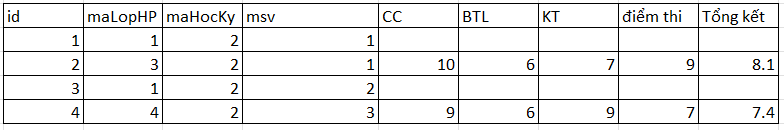 id maLopHP maHocKy msv CC BTL KT điểm thi Tổng kết
1 1 2 1
2 3 2 1 10 6 7 9 8.1
3 1 2 2
4 4 2 3 9 6 9 7 7.4